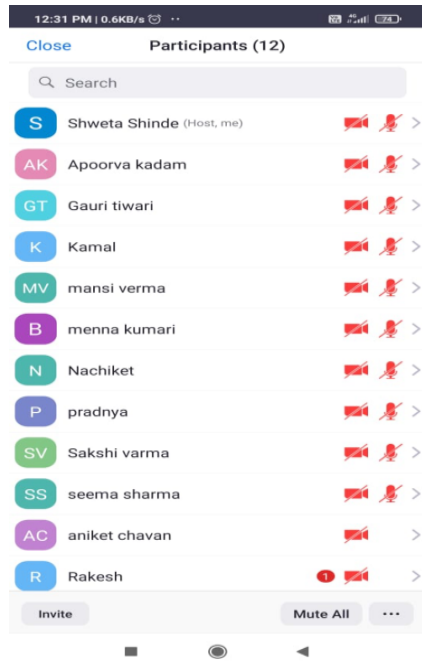 12:31 PM | 0.6KB/s 74
Close Participants (12)
Search
S Shweta Shinde (Host, me)
AK Apoorva kadam
GT Gauri tiwari
K Kamal
MV mansi verma
B menna kumari
N Nachiket
P pradnya
SV Sakshi varma
SS seema sharma
AC aniket chavan
R Rakesh 1
Invite Mute All ...